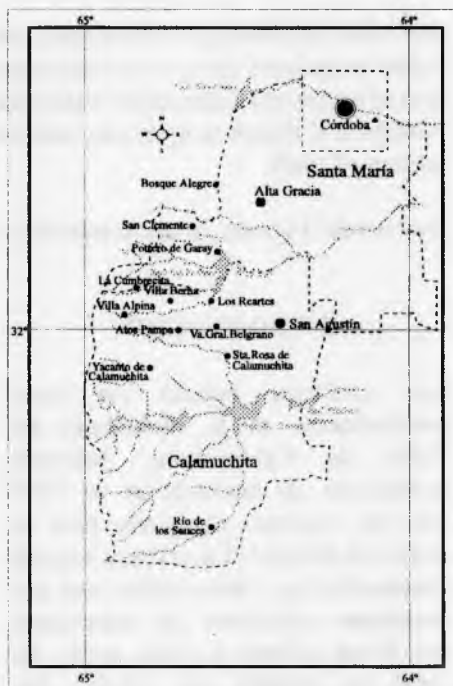 65°
64°
N
Córdoba
Santa María
Bosque Alegre
Alta Gracia
San Clemente
Potrero de Garay
La Cumbrecita
Villa Berna
Villa Alpina
Los Reartes
32°
Atos Pampa
Va.Gral.Belgrano
San Agustín
Sta.Rosa de
Calamuchita
Yacanto de
Calamuchita
Calamuchita
Río de
los Sauces
65°
64°